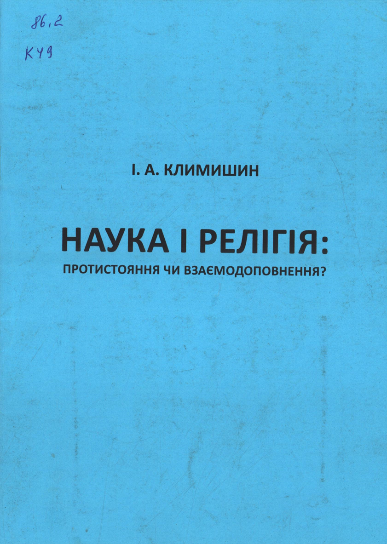 86.2
К49
І. А. КЛИМИШИН
НАУКА І РЕЛІГІЯ:
ПРОТИСТОЯННЯ ЧИ ВЗАЄМОДОПОВНЕННЯ?